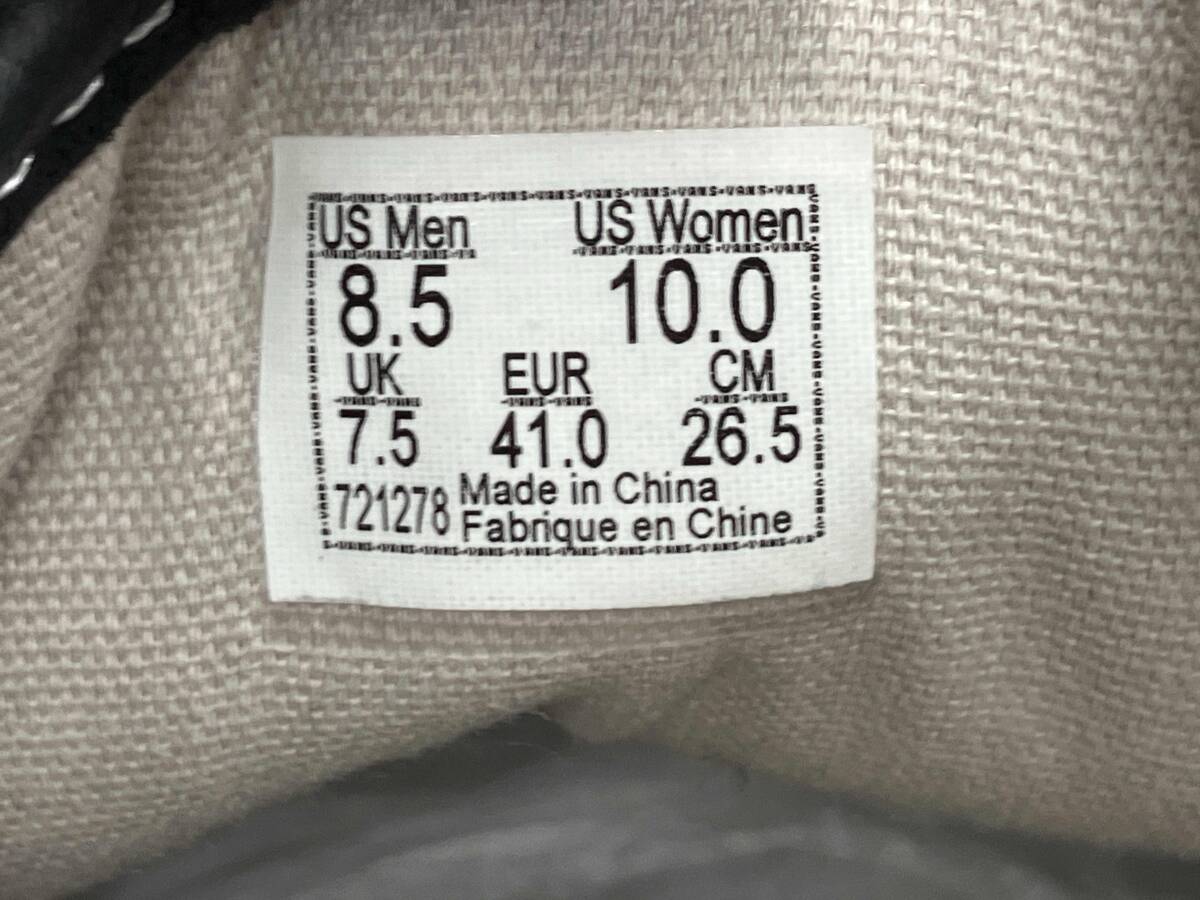 US Men US Women
8.5 10.0
UK EUR CM
7.5 41.0 26.5
721278 Made in China
Fabrique en Chine